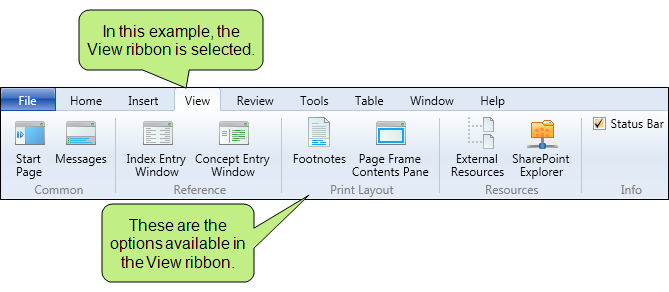 In this example, the
View ribbon is selected.
File Home Insert View Review Tools Table Window Help
Start Page
Messages
Index Entry Window
Concept Entry Window
Footnotes
Page Frame Contents Pane
External Resources
SharePoint Explorer
Status Bar
Common Reference Print Layout Resources Info
These are the
options available in
the View ribbon.